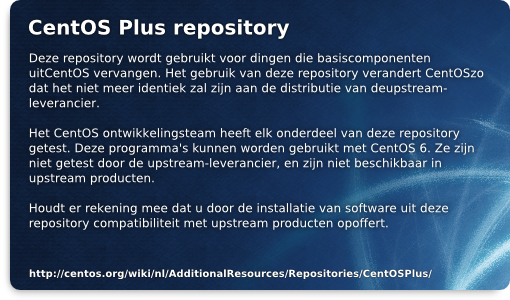 CentOS Plus repository
Deze repository wordt gebruikt voor dingen die basiscomponenten
uitCentOS vervangen. Het gebruik van deze repository verandert CentOSzo
dat het niet meer identiek zal zijn aan de distributie van deupstream-
leverancier.
Het CentOS ontwikkelingsteam heeft elk onderdeel van deze repository
getest. Deze programma's kunnen worden gebruikt met CentOS 6. Ze zijn
niet getest door de upstream-leverancier, en zijn niet beschikbaar in
upstream producten.
Houdt er rekening mee dat u door de installatie van software uit deze
repository compatibiliteit met upstream producten opoffert.
http://centos.org/wiki/nl/AdditionalResources/Repositories/CentOSPlus/